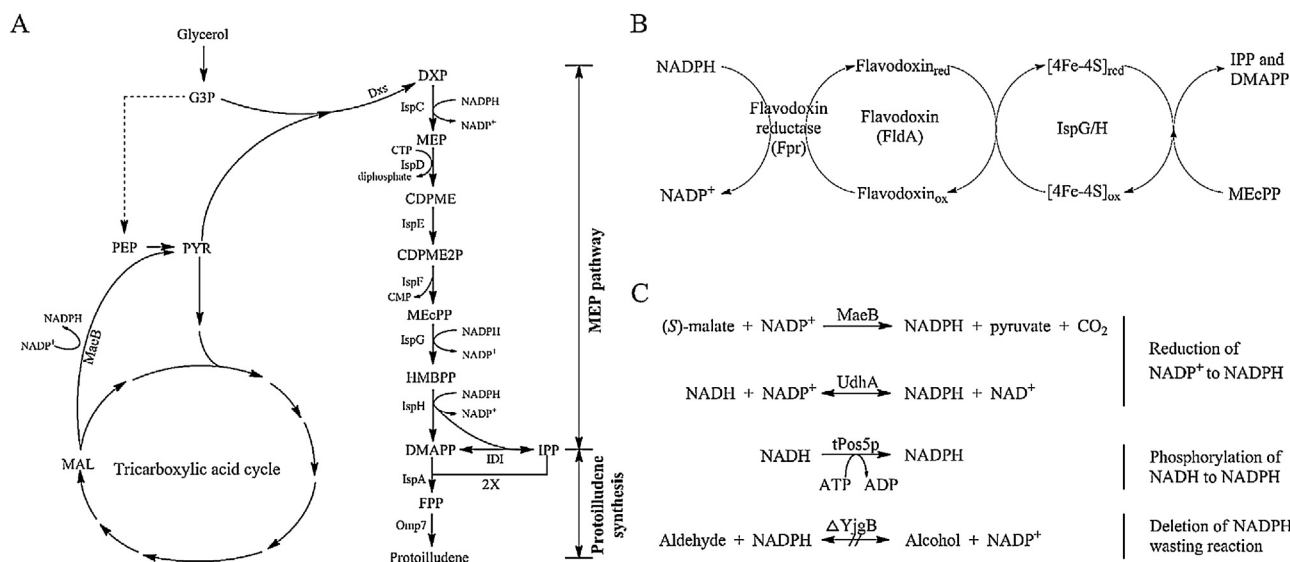 A
Glycerol
G3P
PEP
PYR
NADPH
NADP⁺
MaeB
MAL
Tricarboxylic acid cycle
Dxs
DXP
IspC
NADPH
NADP⁺
MEP
CTP
IspD
diphosphate
CDPME
IspE
CDPME2P
IspF
CMP
MEcPP
IspG
NADPH
NADP⁺
HMBPP
IspH
NADPH
NADP⁺
DMAPP
IDI
IPP
IspA
2X
FPP
Omp7
Protoilludene
MEP pathway
Protoilludene
synthesis
B
NADPH
Flavodoxin
reductase
(Fpr)
NADP⁺
Flavodoxin_red
Flavodoxin
(FldA)
Flavodoxin_ox
[4Fe-4S]_red
IspG/H
[4Fe-4S]_ox
IPP and
DMAPP
MEcPP
C
(S)-malate + NADP⁺ MaeB NADPH + pyruvate + CO₂
NADH + NADP⁺ UdhA NADPH + NAD⁺
Reduction of
NADP⁺ to NADPH
NADH tPos5p NADPH
ATP ADP
Phosphorylation of
NADH to NADPH
Aldehyde + NADPH △YjgB Alcohol + NADP⁺
Deletion of NADPH
wasting reaction